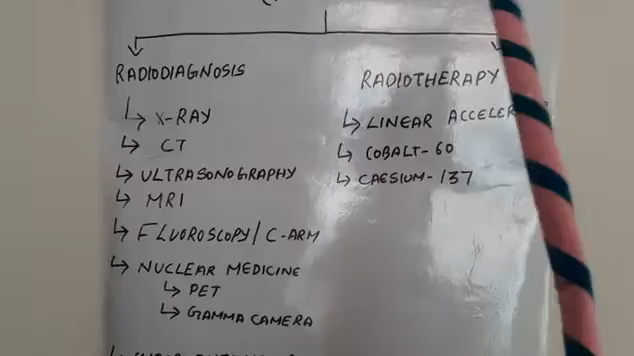 RADIODIAGNOSIS
X-RAY
CT
ULTRASONOGRAPHY
MRI
FLUOROSCOPY/C-ARM
NUCLEAR MEDICINE
PET
GAMMA CAMERA
RADIOTHERAPY
LINEAR ACCELER
COBALT-60
CAESIUM-137